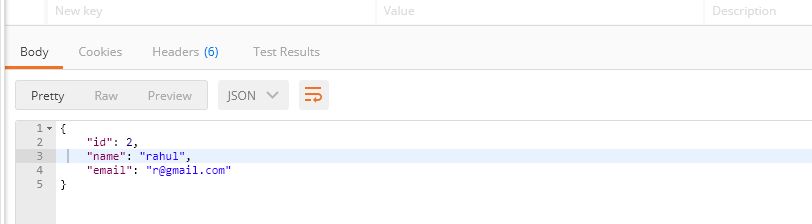 New key Value Description
Body Cookies Headers (6) Test Results
Pretty Raw Preview JSON
1 {
2 "id": 2,
3 "name": "rahul",
4 "email": "r@gmail.com"
5 }